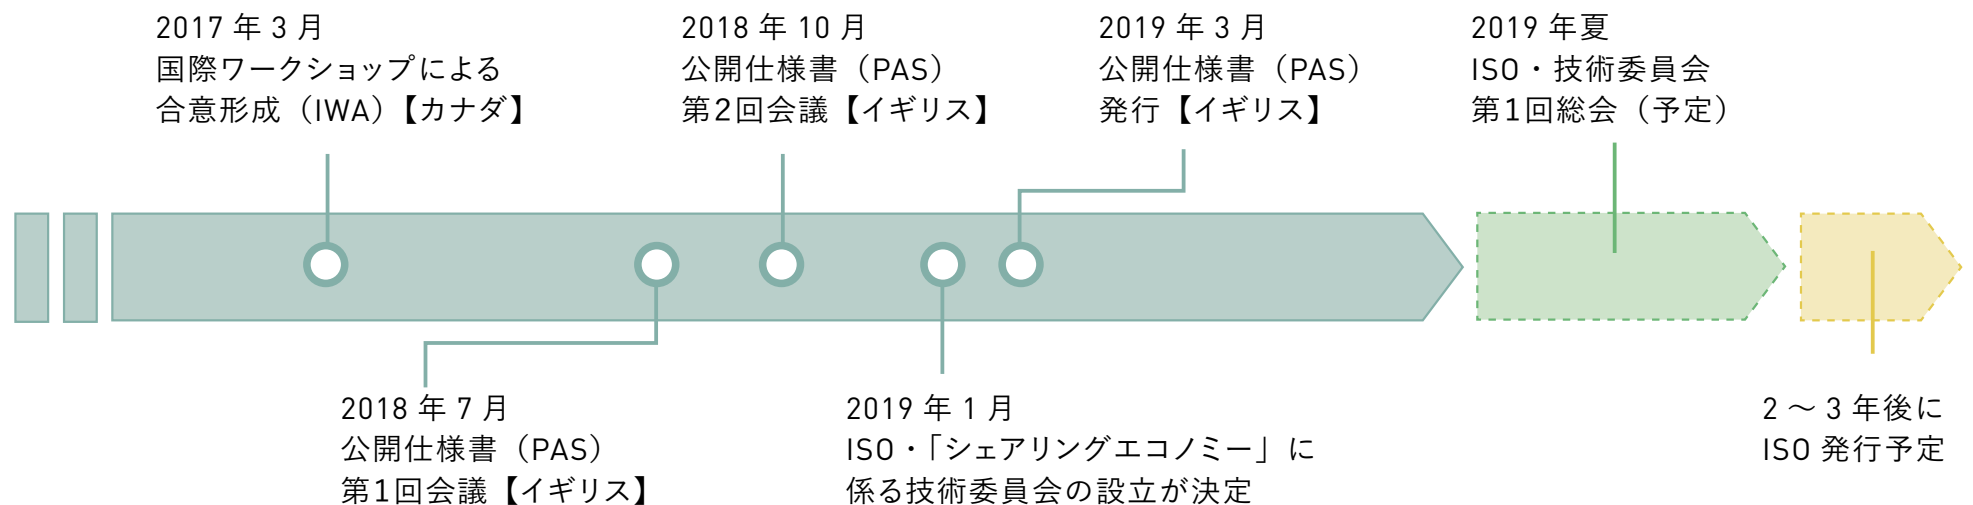 2017 年 3 月
国際ワークショップによる
合意形成（IWA）【カナダ】
2018 年 10 月
公開仕様書（PAS）
第2回会議【イギリス】
2019 年 3 月
公開仕様書（PAS）
発行【イギリス】
2019 年夏
ISO・技術委員会
第1回総会（予定）
2018 年 7 月
公開仕様書（PAS）
第1回会議【イギリス】
2019 年 1 月
ISO・「シェアリングエコノミー」に
係る技術委員会の設立が決定
2 ～ 3 年後に
ISO 発行予定